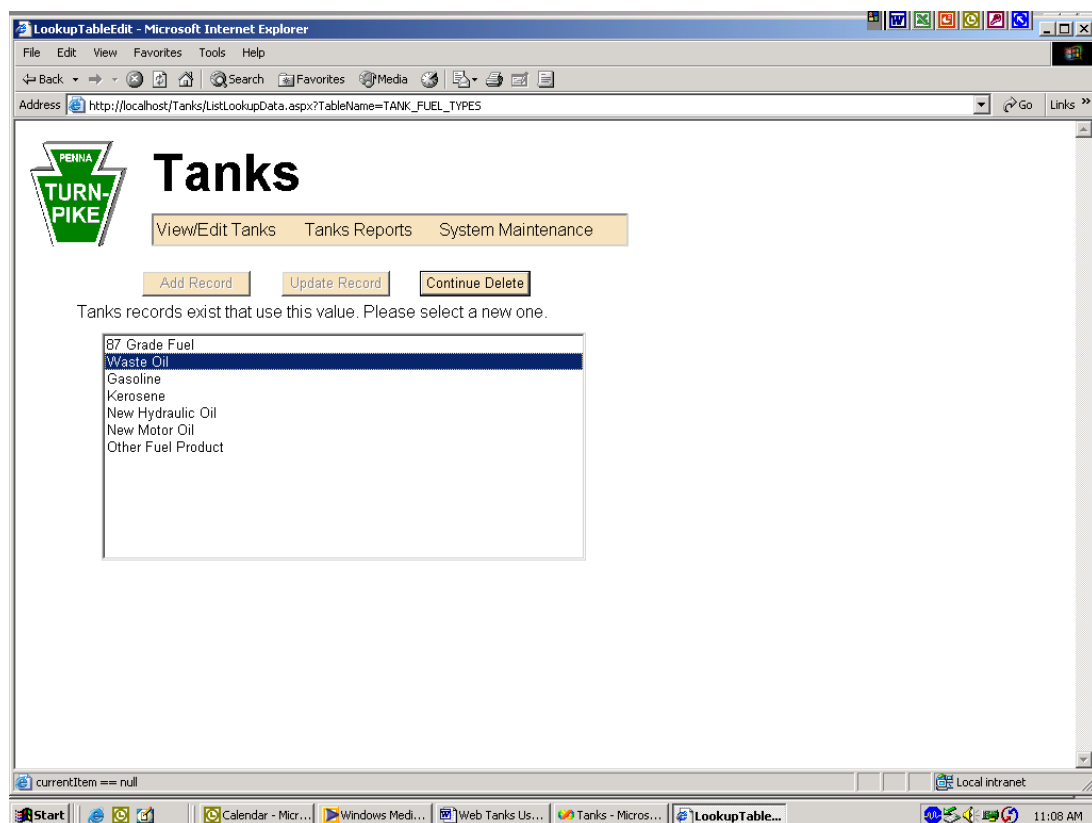 LookupTableEdit - Microsoft Internet Explorer
File Edit View Favorites Tools Help
Back Search Favorites Media
Address http://localhost/Tanks/ListLookupData.aspx?TableName=TANK_FUEL_TYPES Go Links »
PENNA
TURN-
PIKE
Tanks
View/Edit Tanks Tanks Reports System Maintenance
Add Record Update Record Continue Delete
Tanks records exist that use this value. Please select a new one.
87 Grade Fuel
Waste Oil
Gasoline
Kerosene
New Hydraulic Oil
New Motor Oil
Other Fuel Product
currentItem == null Local intranet
Start Calendar - Micr... Windows Medi... Web Tanks Us... Tanks - Micros... LookupTable... 11:08 AM